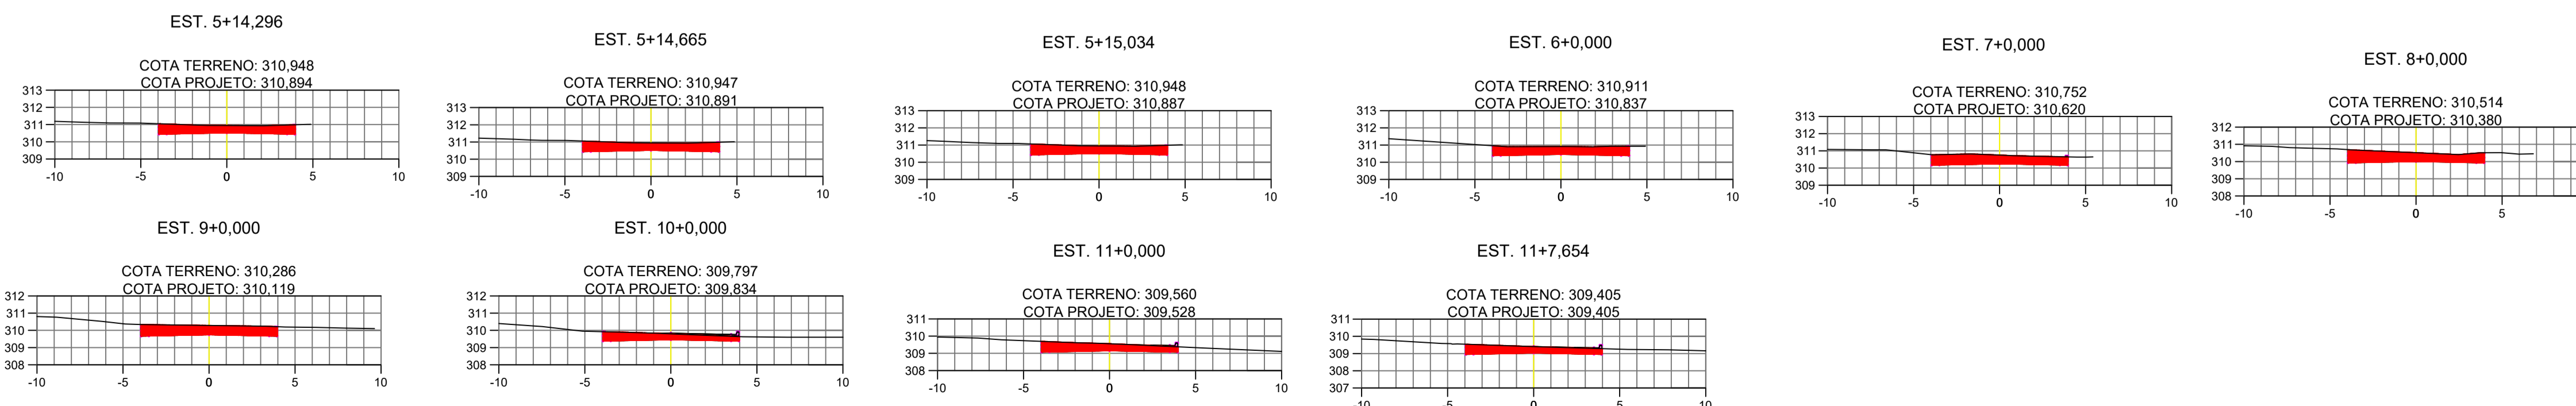 EST. 5+14,296
COTA TERRENO: 310,948
COTA PROJETO: 310,894
313
312
311
310
309
-10 -5 0 5 10
EST. 5+14,665
COTA TERRENO: 310,947
COTA PROJETO: 310,891
313
312
311
310
309
-10 -5 0 5 10
EST. 5+15,034
COTA TERRENO: 310,948
COTA PROJETO: 310,887
313
312
311
310
309
-10 -5 0 5 10
EST. 6+0,000
COTA TERRENO: 310,911
COTA PROJETO: 310,837
313
312
311
310
309
-10 -5 0 5 10
EST. 7+0,000
COTA TERRENO: 310,752
COTA PROJETO: 310,620
313
312
311
310
309
-10 -5 0 5 10
EST. 8+0,000
COTA TERRENO: 310,514
COTA PROJETO: 310,380
312
311
310
309
308
-10 -5 0 5
EST. 9+0,000
COTA TERRENO: 310,286
COTA PROJETO: 310,119
312
311
310
309
308
-10 -5 0 5 10
EST. 10+0,000
COTA TERRENO: 309,797
COTA PROJETO: 309,834
312
311
310
309
308
-10 -5 0 5 10
EST. 11+0,000
COTA TERRENO: 309,560
COTA PROJETO: 309,528
311
310
309
308
-10 -5 0 5 10
EST. 11+7,654
COTA TERRENO: 309,405
COTA PROJETO: 309,405
311
310
309
308
307
-10 -5 0 5 10